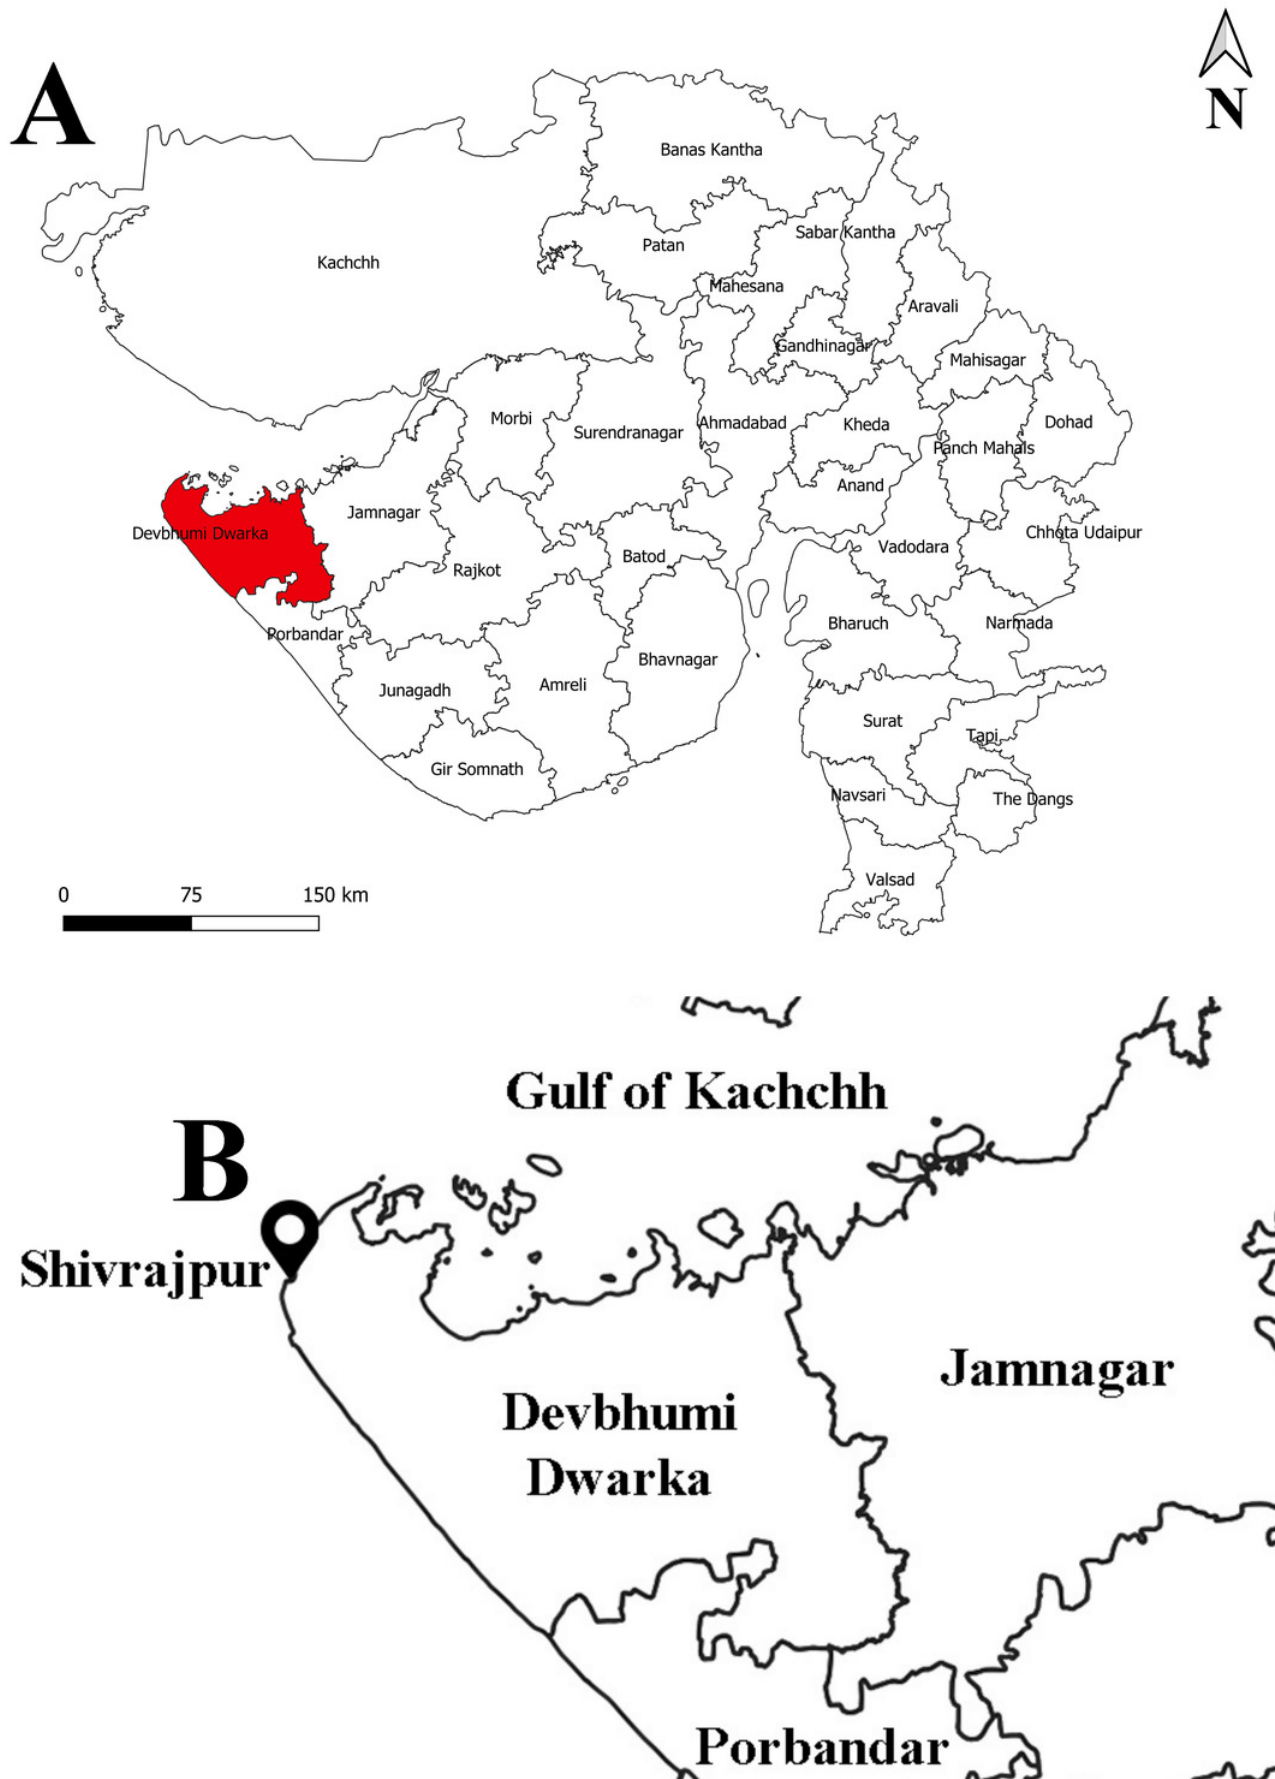 A
N
Banas Kantha
Patan
Sabar Kantha
Kachchh
Mahesana
Aravali
Gandhinagar
Mahisagar
Morbi
Surendranagar
Ahmadabad
Kheda
Dohad
Panch Mahals
Anand
Jamnagar
Devbhumi Dwarka
Chhota Udaipur
Vadodara
Batod
Rajkot
Bharuch
Narmada
Porbandar
Bhavnagar
Junagadh
Amreli
Surat
Tapi
Gir Somnath
Navsari
The Dangs
Valsad
0 75 150 km
Gulf of Kachchh
B
Shivrajpur
Jamnagar
Devbhumi
Dwarka
Porbandar